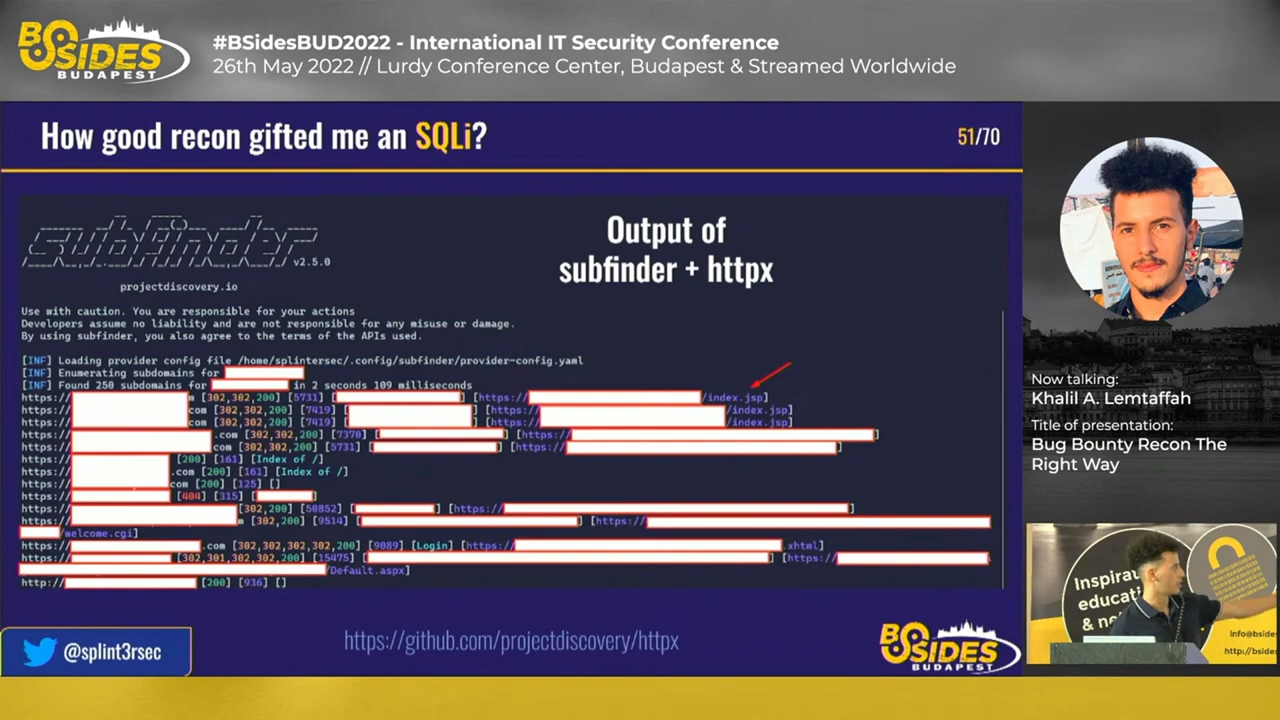 BSIDES
BUDAPEST
#BSidesBUD2022 - International IT Security Conference
26th May 2022 // Lurdy Conference Center, Budapest & Streamed Worldwide
How good recon gifted me an SQLi?
51/70
subfinder
v2.5.0
projectdiscovery.io
Output of
subfinder + httpx
Use with caution. You are responsible for your actions
Developers assume no liability and are not responsible for any misuse or damage.
By using subfinder, you also agree to the terms of the APIs used.
[INF] Loading provider config file /home/splintersec/.config/subfinder/provider-config.yaml
[INF] Enumerating subdomains for
[INF] Found 250 subdomains for in 2 seconds 109 milliseconds
https:// m [302,302,200] [5731] [ ] [https:// /index.jsp]
https:// com [302,302,200] [7419] [ ] [https:// /index.jsp]
https:// com [302,302,200] [7419] [ ] [https:// /index.jsp]
https:// .com [302,302,200] [7370] [ ] [https:// ]
https:// com [302,302,200] [5731] [ ] [https:// ]
https:// [200] [161] [Index of /]
https:// .com [200] [161] [Index of /]
https:// com [200] [125] []
https:// [404] [315] [ ]
https:// [302,200] [50852] [ ] [https:// ]
https:// m [302,200] [9514] [ ] [https://
/welcome.cgi]
https:// .com [302,302,302,200] [9089] [Login] [https:// .xhtml]
https:// [302,301,302,302,200] [15475] [ ] [https://
/Default.aspx]
http:// [200] [936] []
@splint3rsec
https://github.com/projectdiscovery/httpx
BSIDES
BUDAPEST
Now talking:
Khalil A. Lemtaffah
Title of presentation:
Bug Bounty Recon The
Right Way
& ne
http://bsides